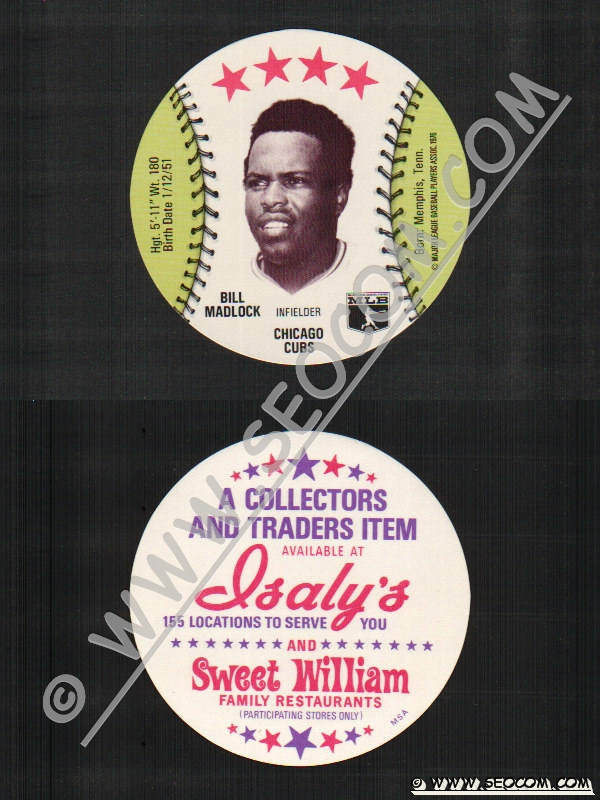 Hgt. 5'-11" Wt. 180
Birth Date 1/12/51
BILL
MADLOCK
INFIELDER
CHICAGO
CUBS
MLB
Born: Memphis, Tenn.
© MAJOR LEAGUE BASEBALL PLAYERS ASSOC. 1976
A COLLECTORS
AND TRADERS ITEM
AVAILABLE AT
Isaly's
155 LOCATIONS TO SERVE YOU
AND
Sweet William
FAMILY RESTAURANTS
(PARTICIPATING STORES ONLY)
MSA
© WWW.SEOCOM.COM
© WWW.SEOCOM.COM